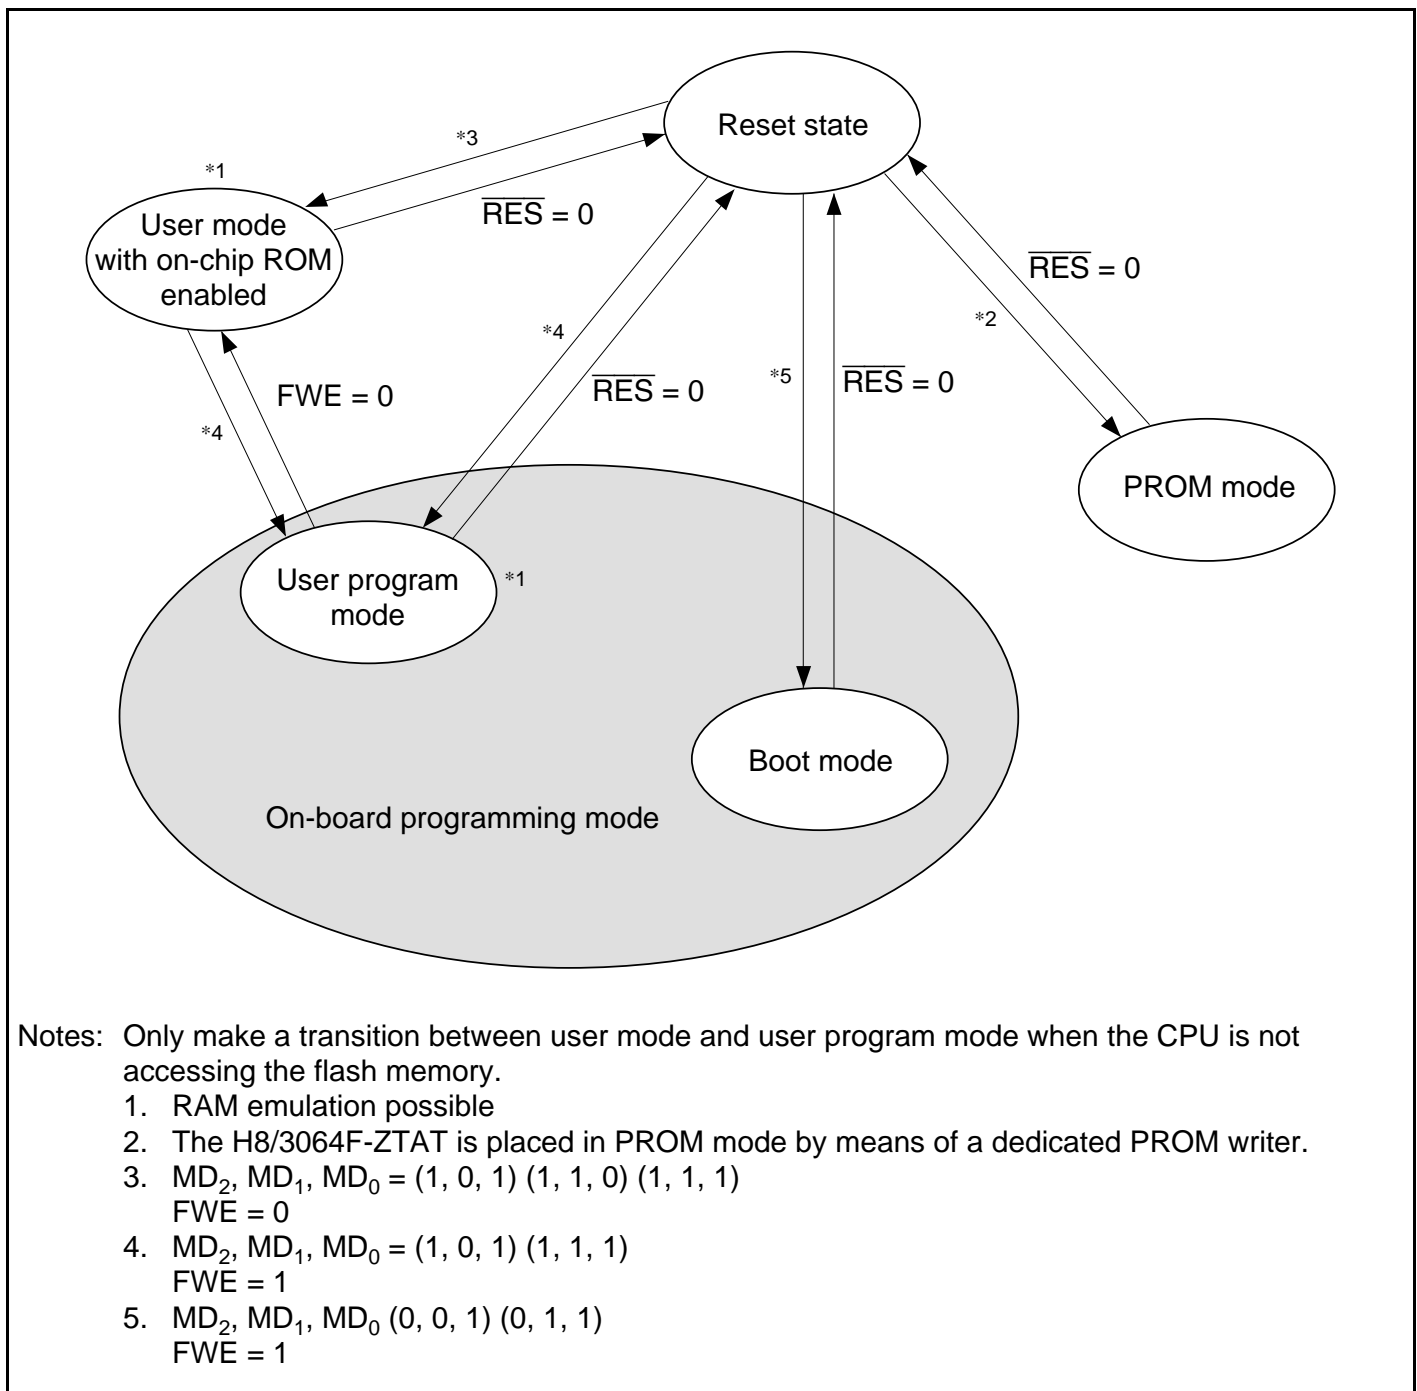 Reset state
*3
*1
R̅E̅S̅ = 0
User mode
with on-chip ROM
enabled
R̅E̅S̅ = 0
*2
*4
*5
R̅E̅S̅ = 0
R̅E̅S̅ = 0
FWE = 0
*4
PROM mode
User program
mode
*1
Boot mode
On-board programming mode
Notes: Only make a transition between user mode and user program mode when the CPU is not
accessing the flash memory.
1. RAM emulation possible
2. The H8/3064F-ZTAT is placed in PROM mode by means of a dedicated PROM writer.
3. MD₂, MD₁, MD₀ = (1, 0, 1) (1, 1, 0) (1, 1, 1)
FWE = 0
4. MD₂, MD₁, MD₀ = (1, 0, 1) (1, 1, 1)
FWE = 1
5. MD₂, MD₁, MD₀ (0, 0, 1) (0, 1, 1)
FWE = 1